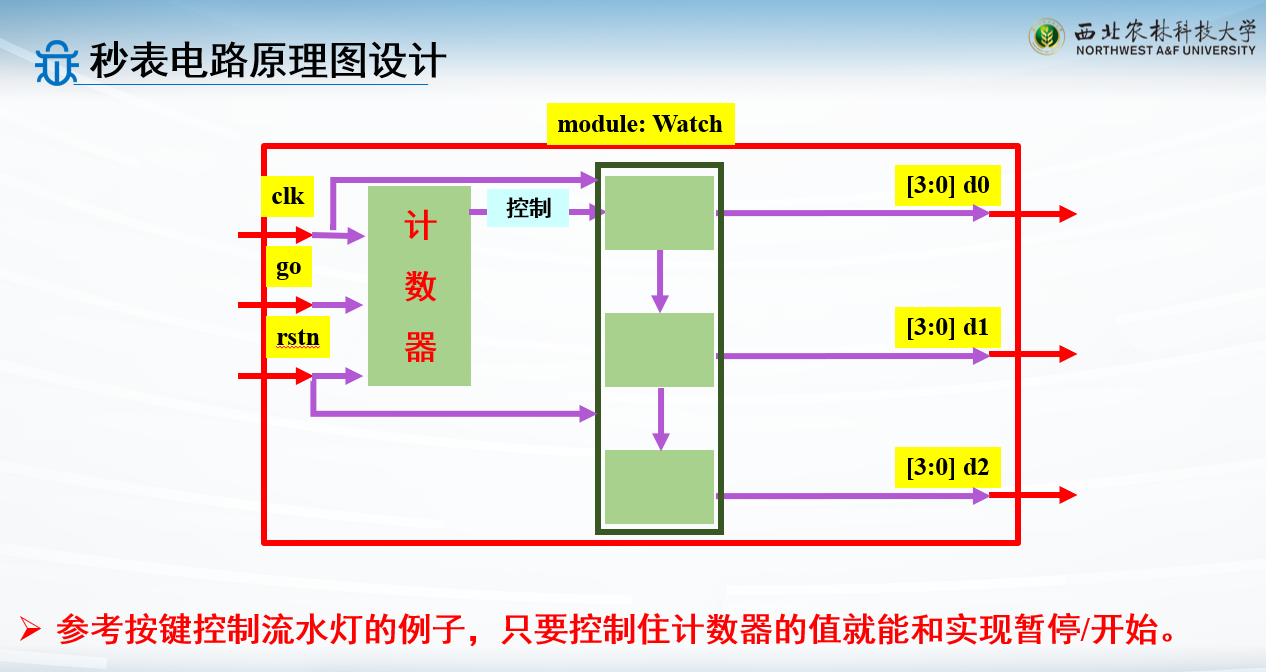 秒表电路原理图设计
西北农林科技大学
NORTHWEST A&F UNIVERSITY
module: Watch
clk
go
rstn
计
数
器
控制
[3:0] d0
[3:0] d1
[3:0] d2
参考按键控制流水灯的例子，只要控制住计数器的值就能和实现暂停/开始。